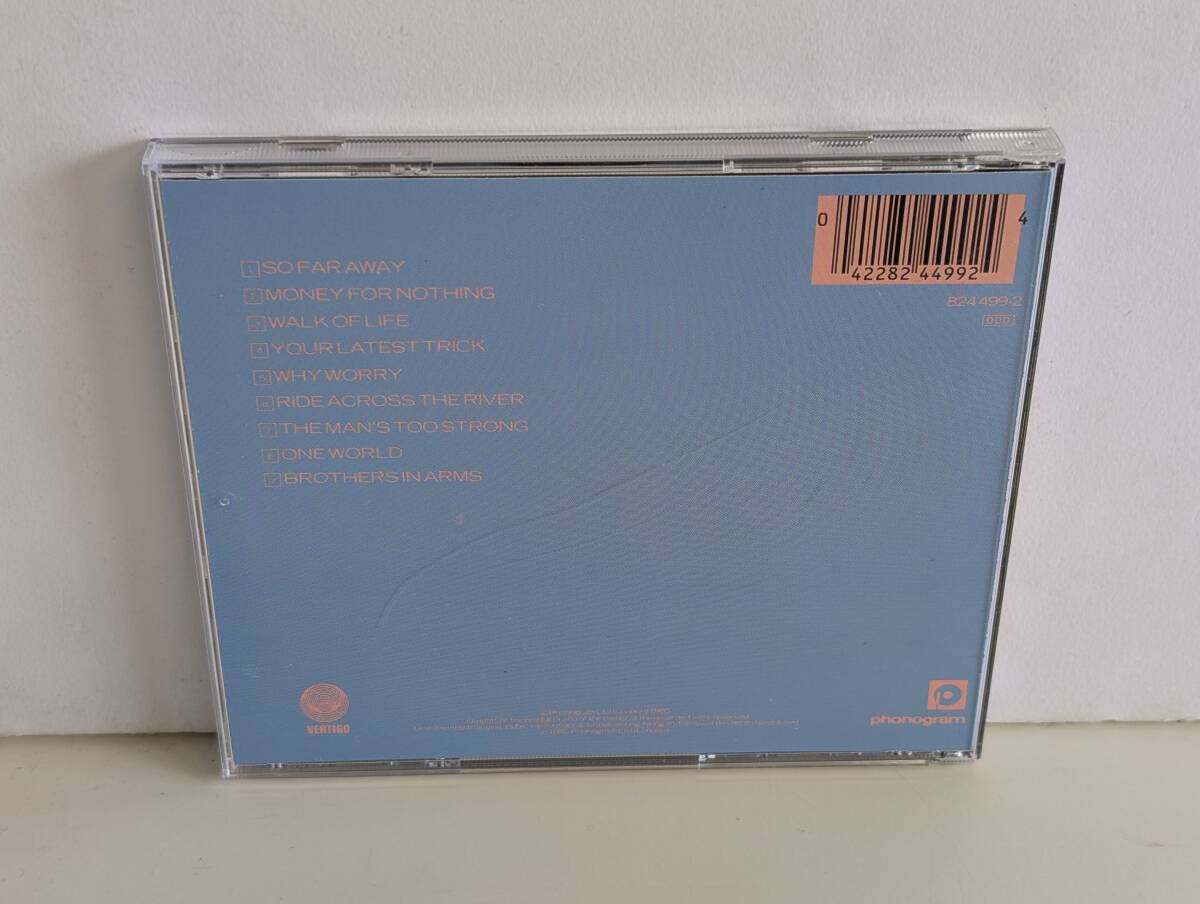 1 SO FAR AWAY
2 MONEY FOR NOTHING
3 WALK OF LIFE
4 YOUR LATEST TRICK
5 WHY WORRY
6 RIDE ACROSS THE RIVER
7 THE MAN'S TOO STRONG
8 ONE WORLD
9 BROTHERS IN ARMS
0 42282 44992 4
824 499-2
DDD
VERTIGO
phonogram